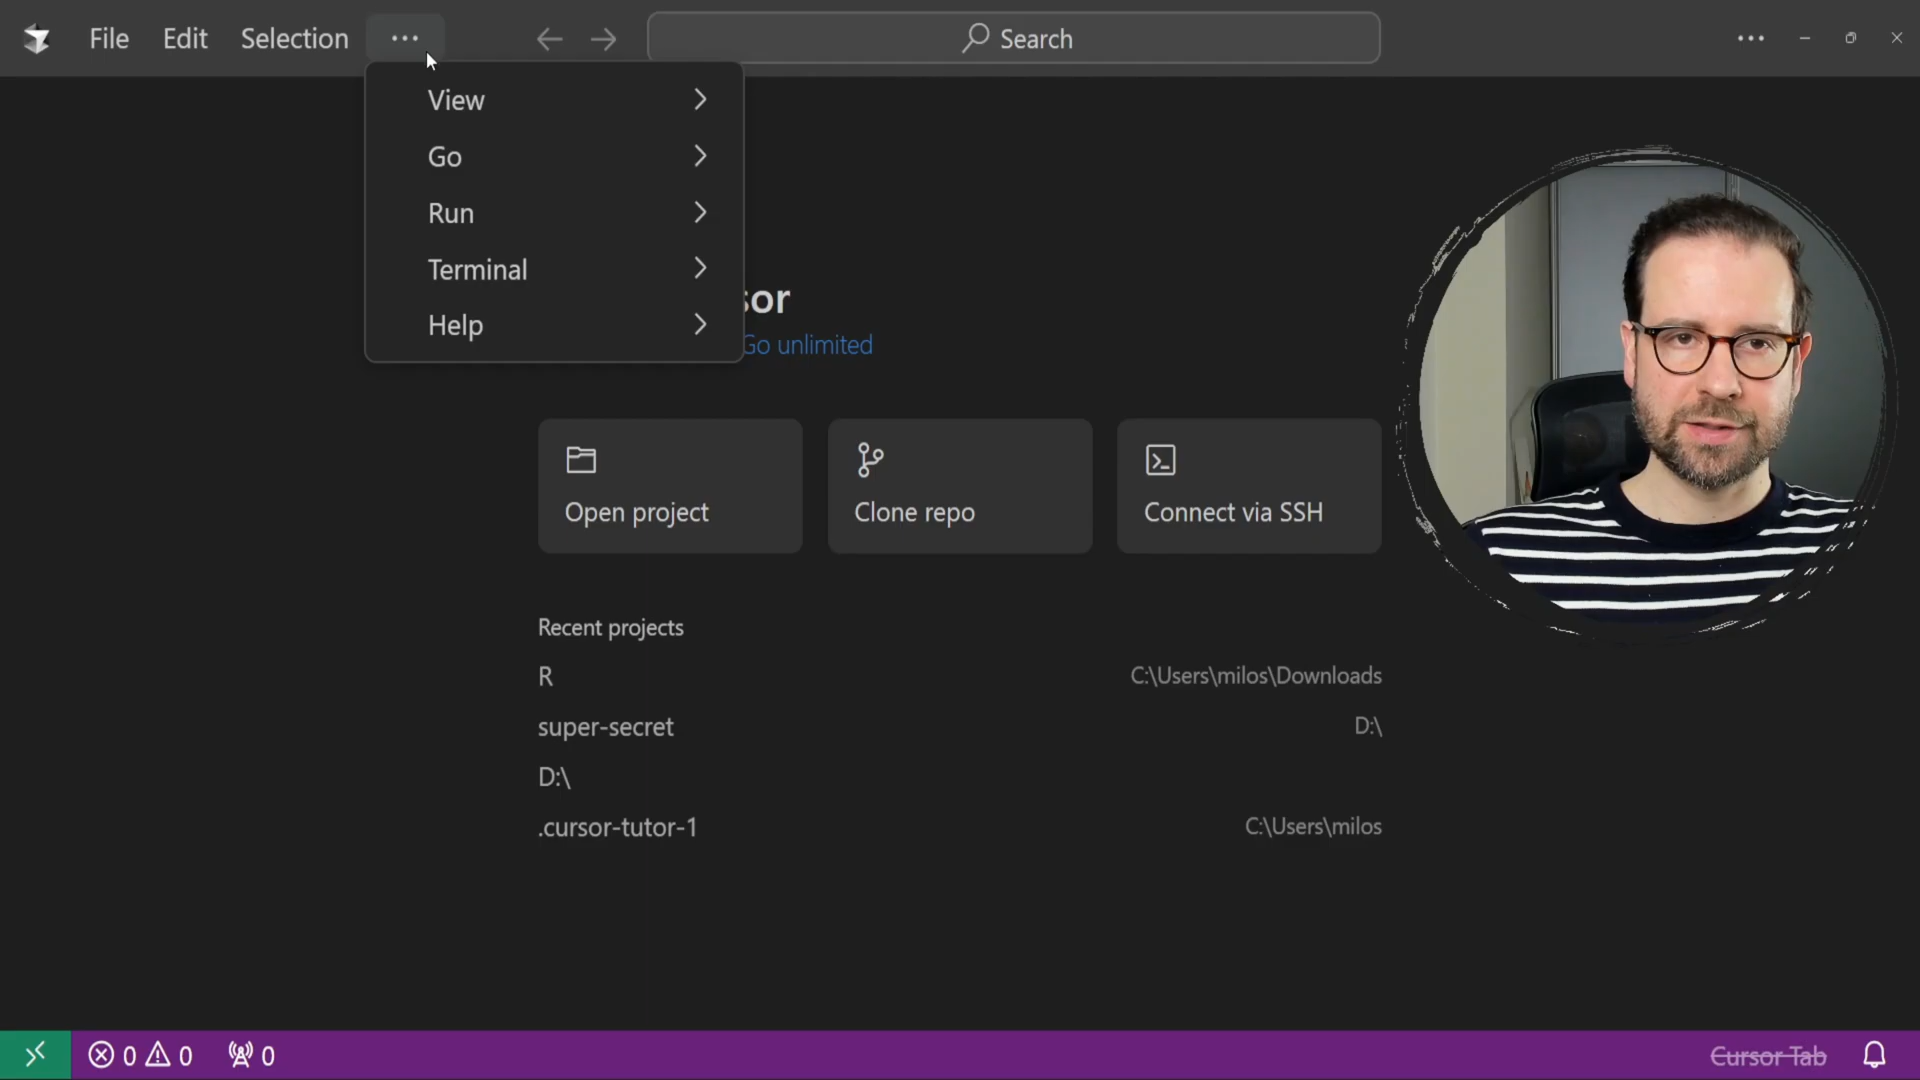 File Edit Selection ··· Search ···
View
Go
Run
Terminal
Help
sor
Go unlimited
Open project
Clone repo
Connect via SSH
Recent projects
R C:\Users\milos\Downloads
super-secret D:\
D:\
.cursor-tutor-1 C:\Users\milos
0 0 0 Cursor Tab